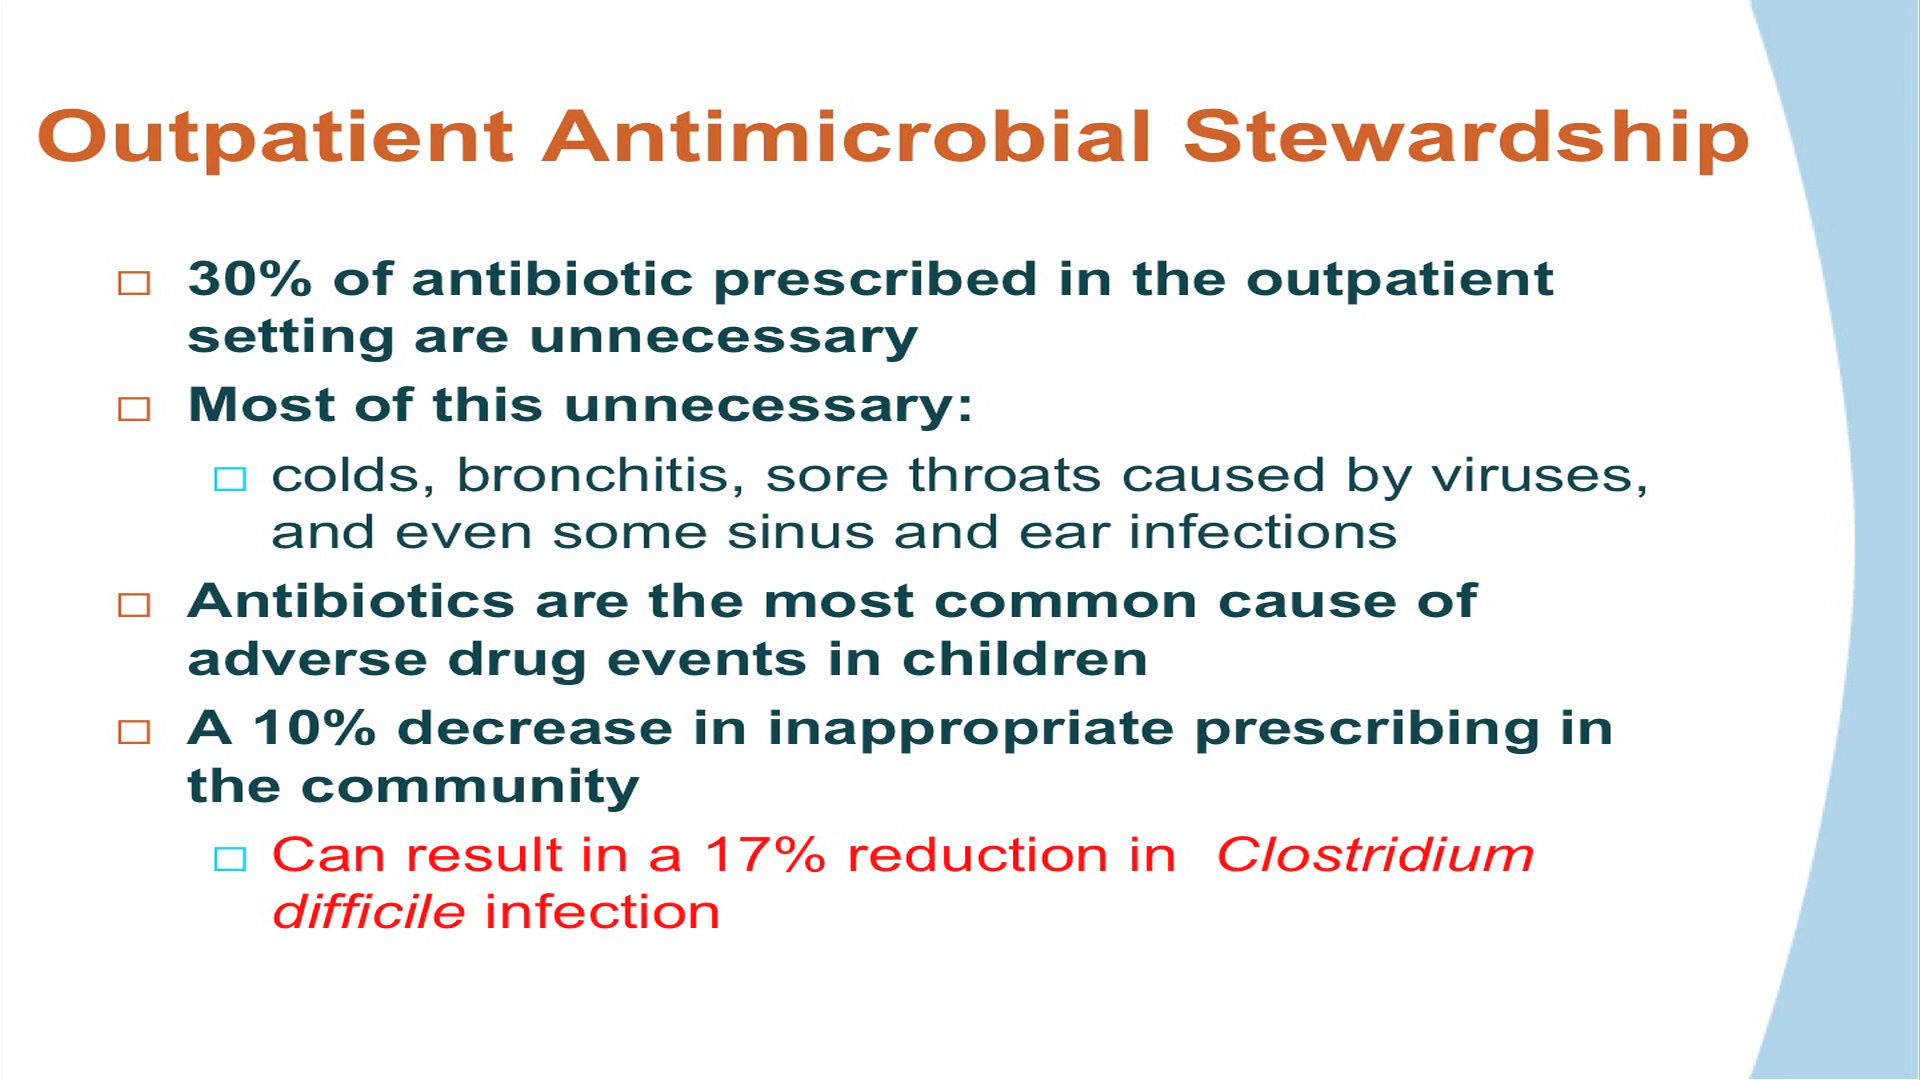 Outpatient Antimicrobial Stewardship
30% of antibiotic prescribed in the outpatient
setting are unnecessary
Most of this unnecessary:
colds, bronchitis, sore throats caused by viruses,
and even some sinus and ear infections
Antibiotics are the most common cause of
adverse drug events in children
A 10% decrease in inappropriate prescribing in
the community
Can result in a 17% reduction in Clostridium
difficile infection